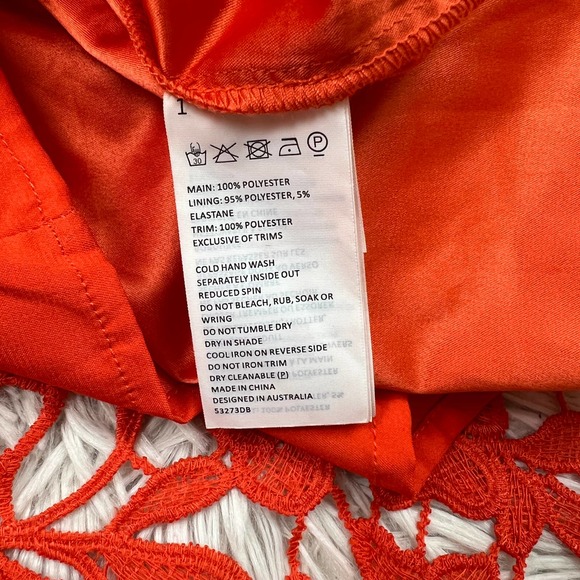 1
30
P
MAIN: 100% POLYESTER
LINING: 95% POLYESTER, 5%
ELASTANE
TRIM: 100% POLYESTER
EXCLUSIVE OF TRIMS
COLD HAND WASH
SEPARATELY INSIDE OUT
REDUCED SPIN
DO NOT BLEACH, RUB, SOAK OR
WRING
DO NOT TUMBLE DRY
DRY IN SHADE
COOL IRON ON REVERSE SIDE
DO NOT IRON TRIM
DRY CLEANABLE (P)
MADE IN CHINA
DESIGNED IN AUSTRALIA
53273DB